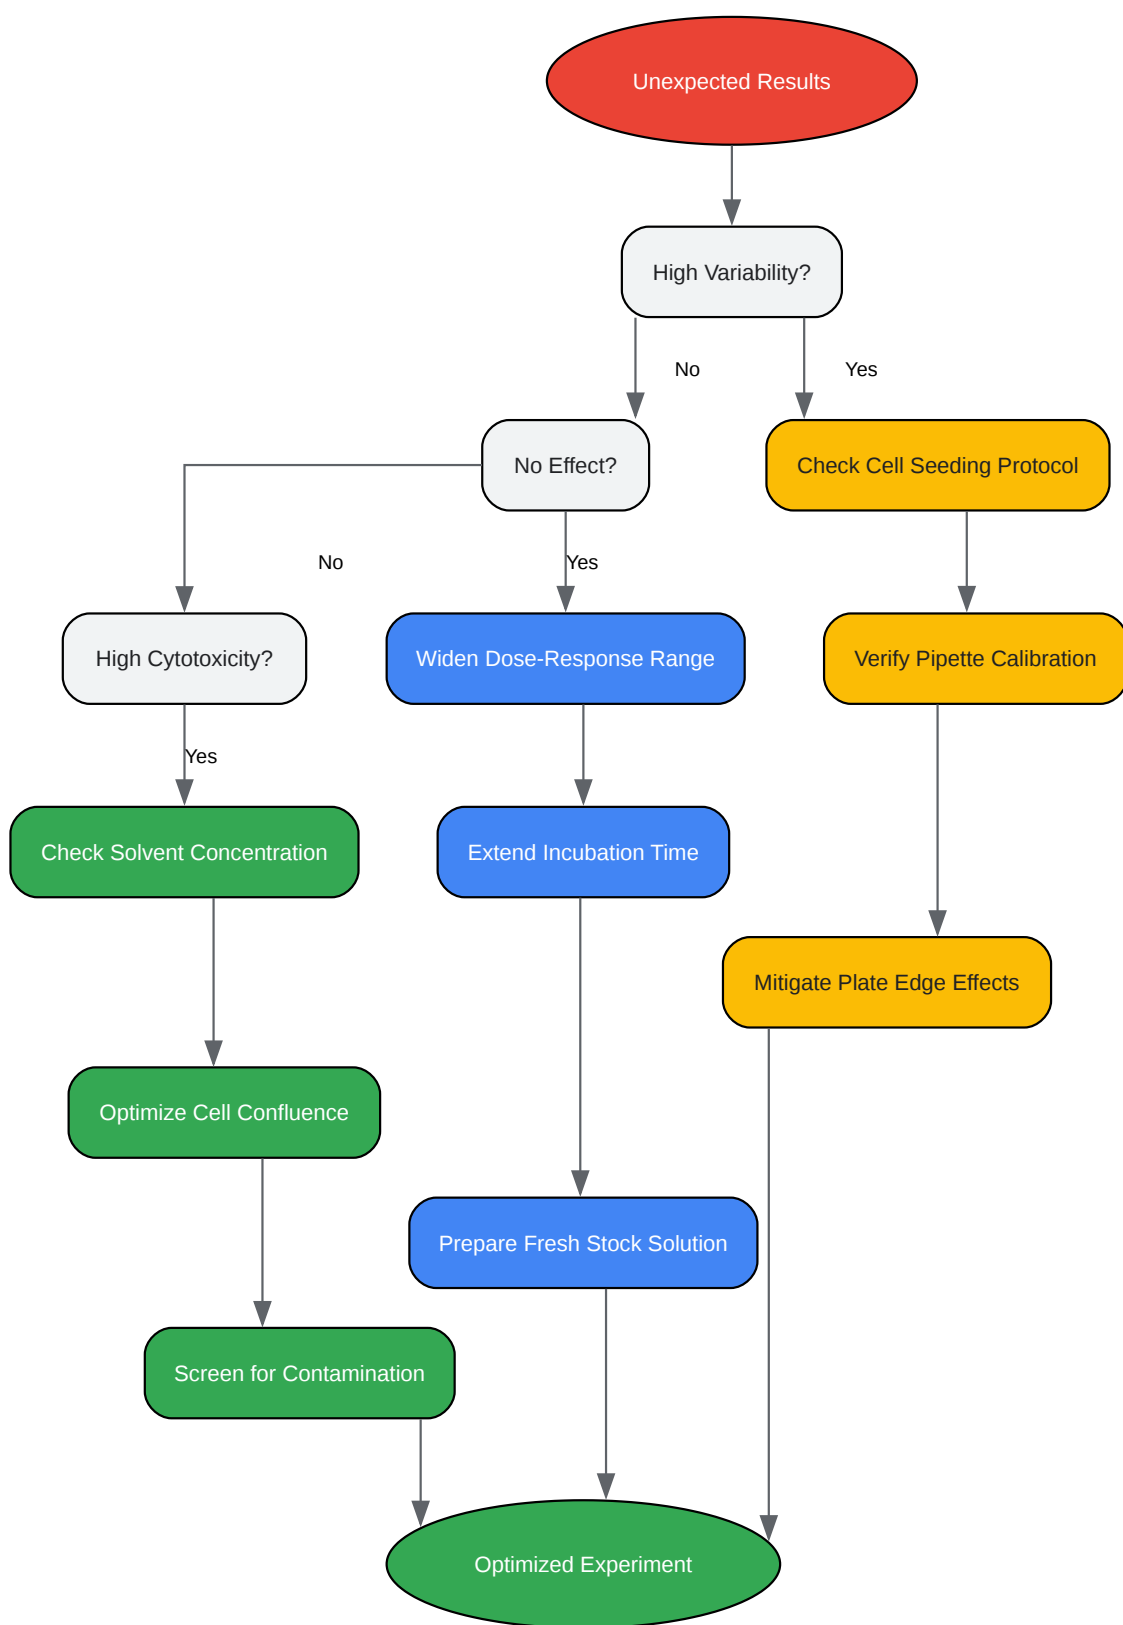 Unexpected Results
High Variability?
No
Yes
No Effect?
Check Cell Seeding Protocol
No
Yes
High Cytotoxicity?
Widen Dose-Response Range
Verify Pipette Calibration
Yes
Check Solvent Concentration
Extend Incubation Time
Mitigate Plate Edge Effects
Optimize Cell Confluence
Prepare Fresh Stock Solution
Screen for Contamination
Optimized Experiment